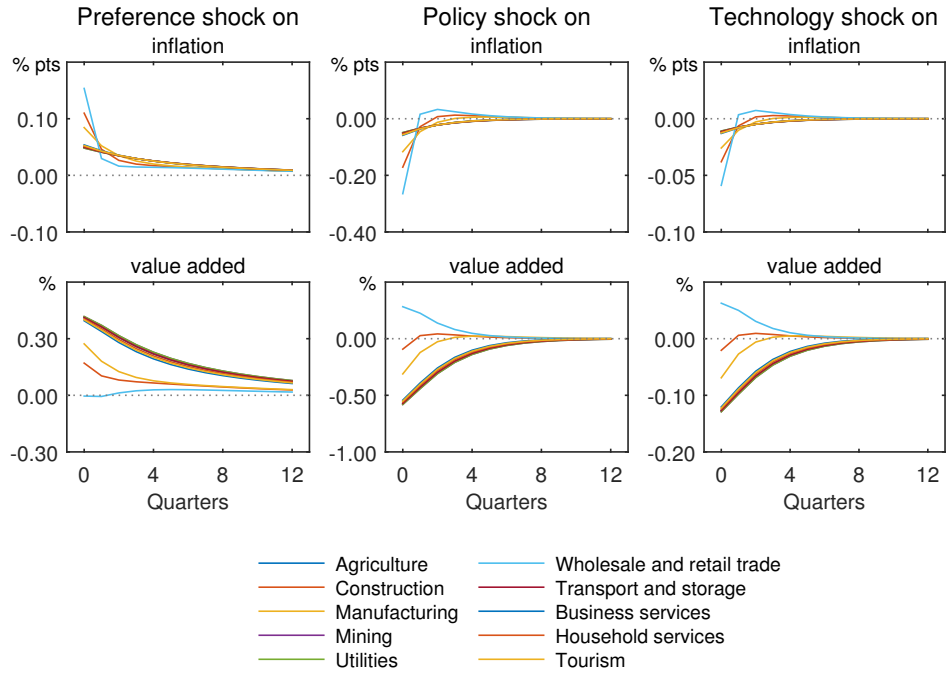 Preference shock on
inflation
% pts
0.10
0.00
-0.10
Policy shock on
inflation
% pts
0.00
-0.20
-0.40
Technology shock on
inflation
% pts
0.00
-0.05
-0.10
value added
%
0.30
0.00
-0.30
0 4 8 12
Quarters
value added
%
0.00
-0.50
-1.00
0 4 8 12
Quarters
value added
%
0.00
-0.10
-0.20
0 4 8 12
Quarters
Agriculture
Construction
Manufacturing
Mining
Utilities
Wholesale and retail trade
Transport and storage
Business services
Household services
Tourism